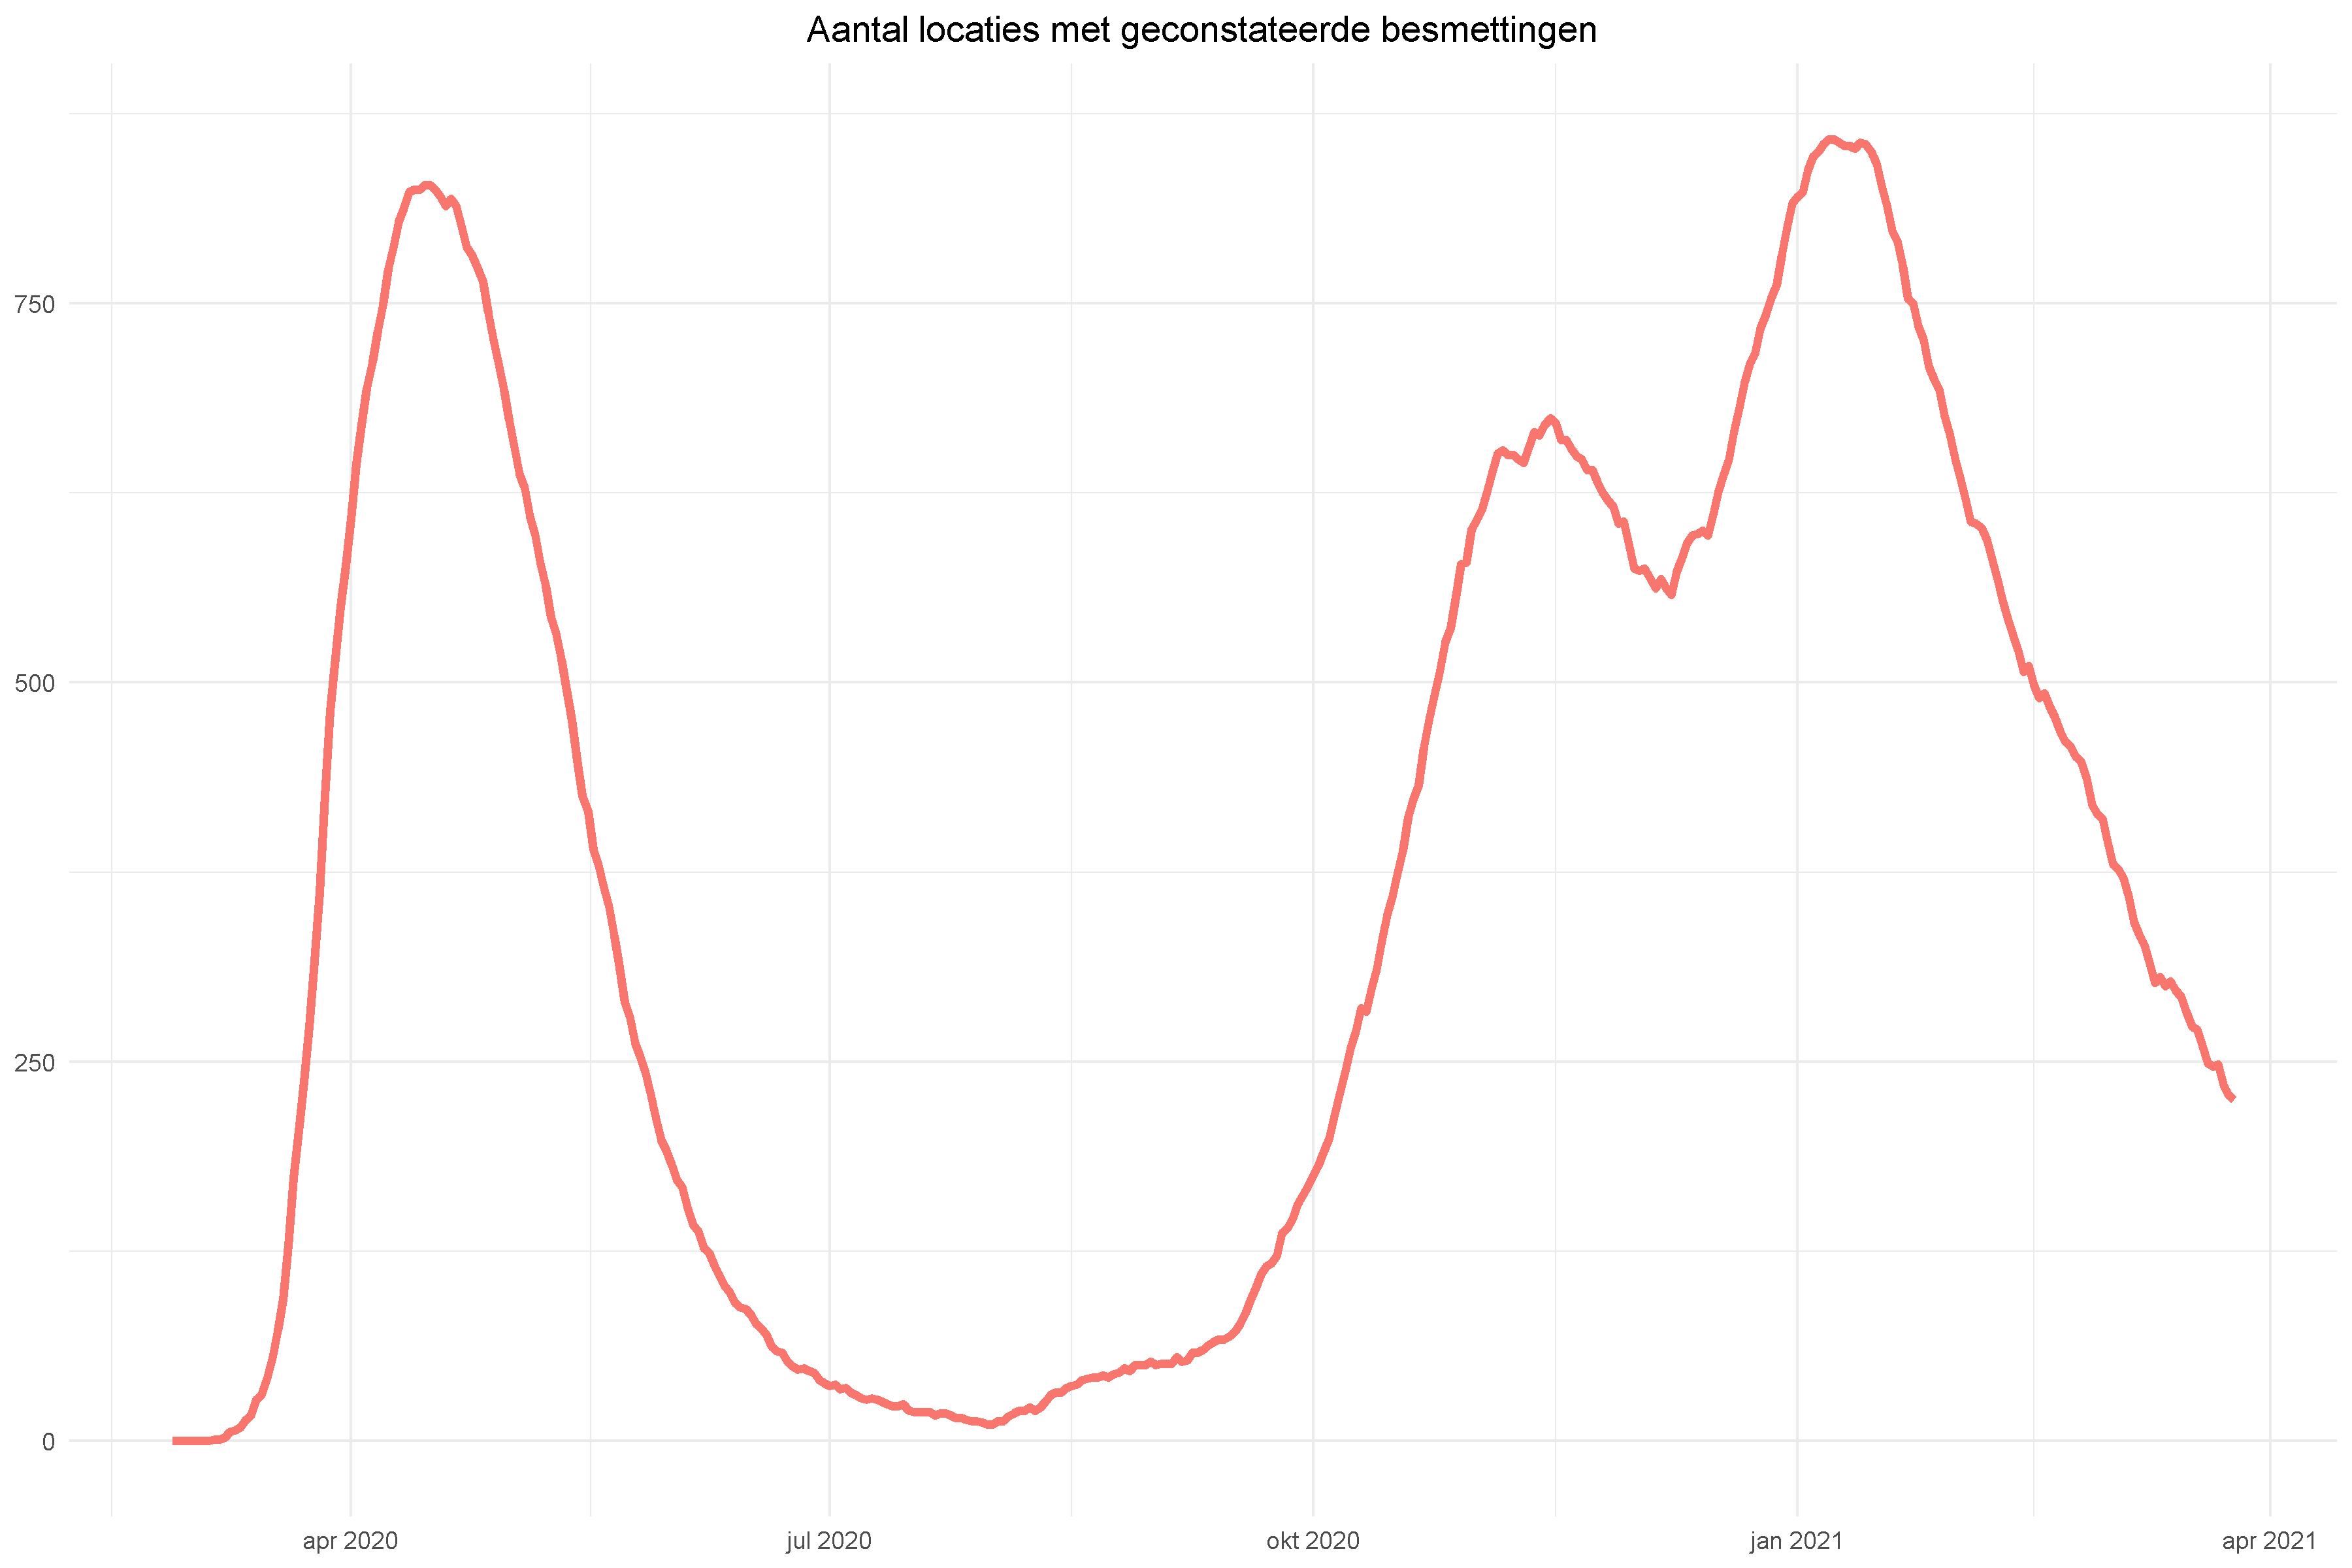 Aantal locaties met geconstateerde besmettingen
750
500
250
0
apr 2020
jul 2020
okt 2020
jan 2021
apr 2021